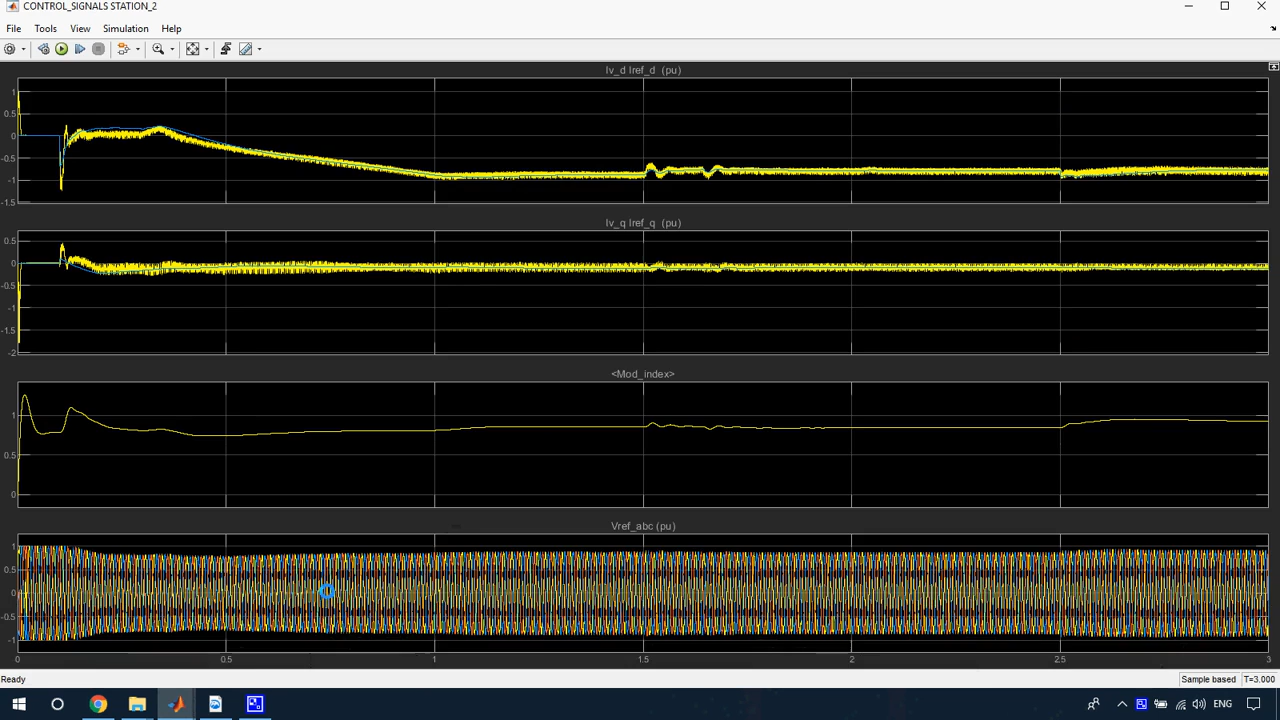 CONTROL_SIGNALS STATION_2
File Tools View Simulation Help
Iv_d Iref_d (pu)
1
0.5
0
-0.5
-1
-1.5
Iv_q Iref_q (pu)
0.5
0
-0.5
-1
-1.5
-2
<Mod_index>
1
0.5
0
Vref_abc (pu)
1
0.5
0
-0.5
-1
0 0.5 1 1.5 2 2.5 3
Ready Sample based T=3.000
ENG